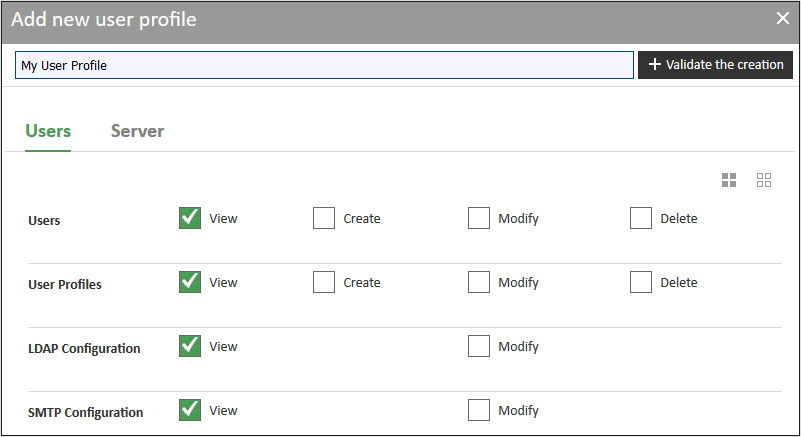 Add new user profile
My User Profile
Validate the creation
Users Server
Users View Create Modify Delete
User Profiles View Create Modify Delete
LDAP Configuration View Modify
SMTP Configuration View Modify